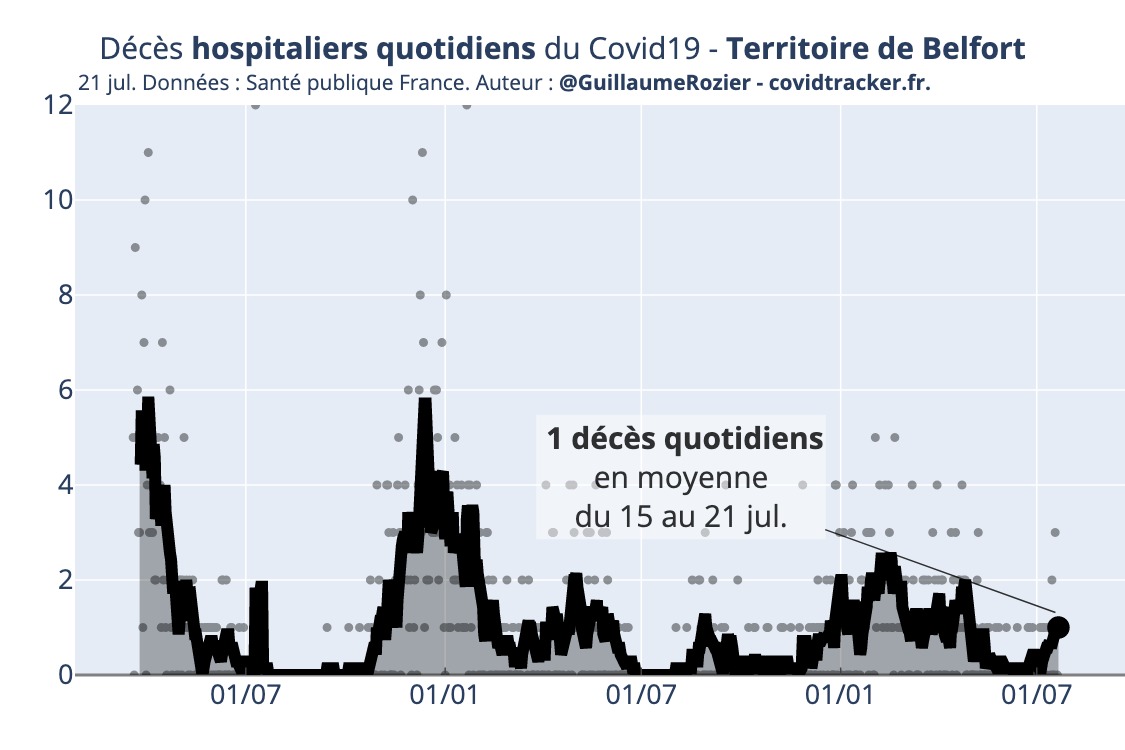 Décès hospitaliers quotidiens du Covid19 - Territoire de Belfort
21 jul. Données : Santé publique France. Auteur : @GuillaumeRozier - covidtracker.fr.
12
10
8
6
4
2
0
1 décès quotidiens
en moyenne
du 15 au 21 jul.
01/07 01/01 01/07 01/01 01/07